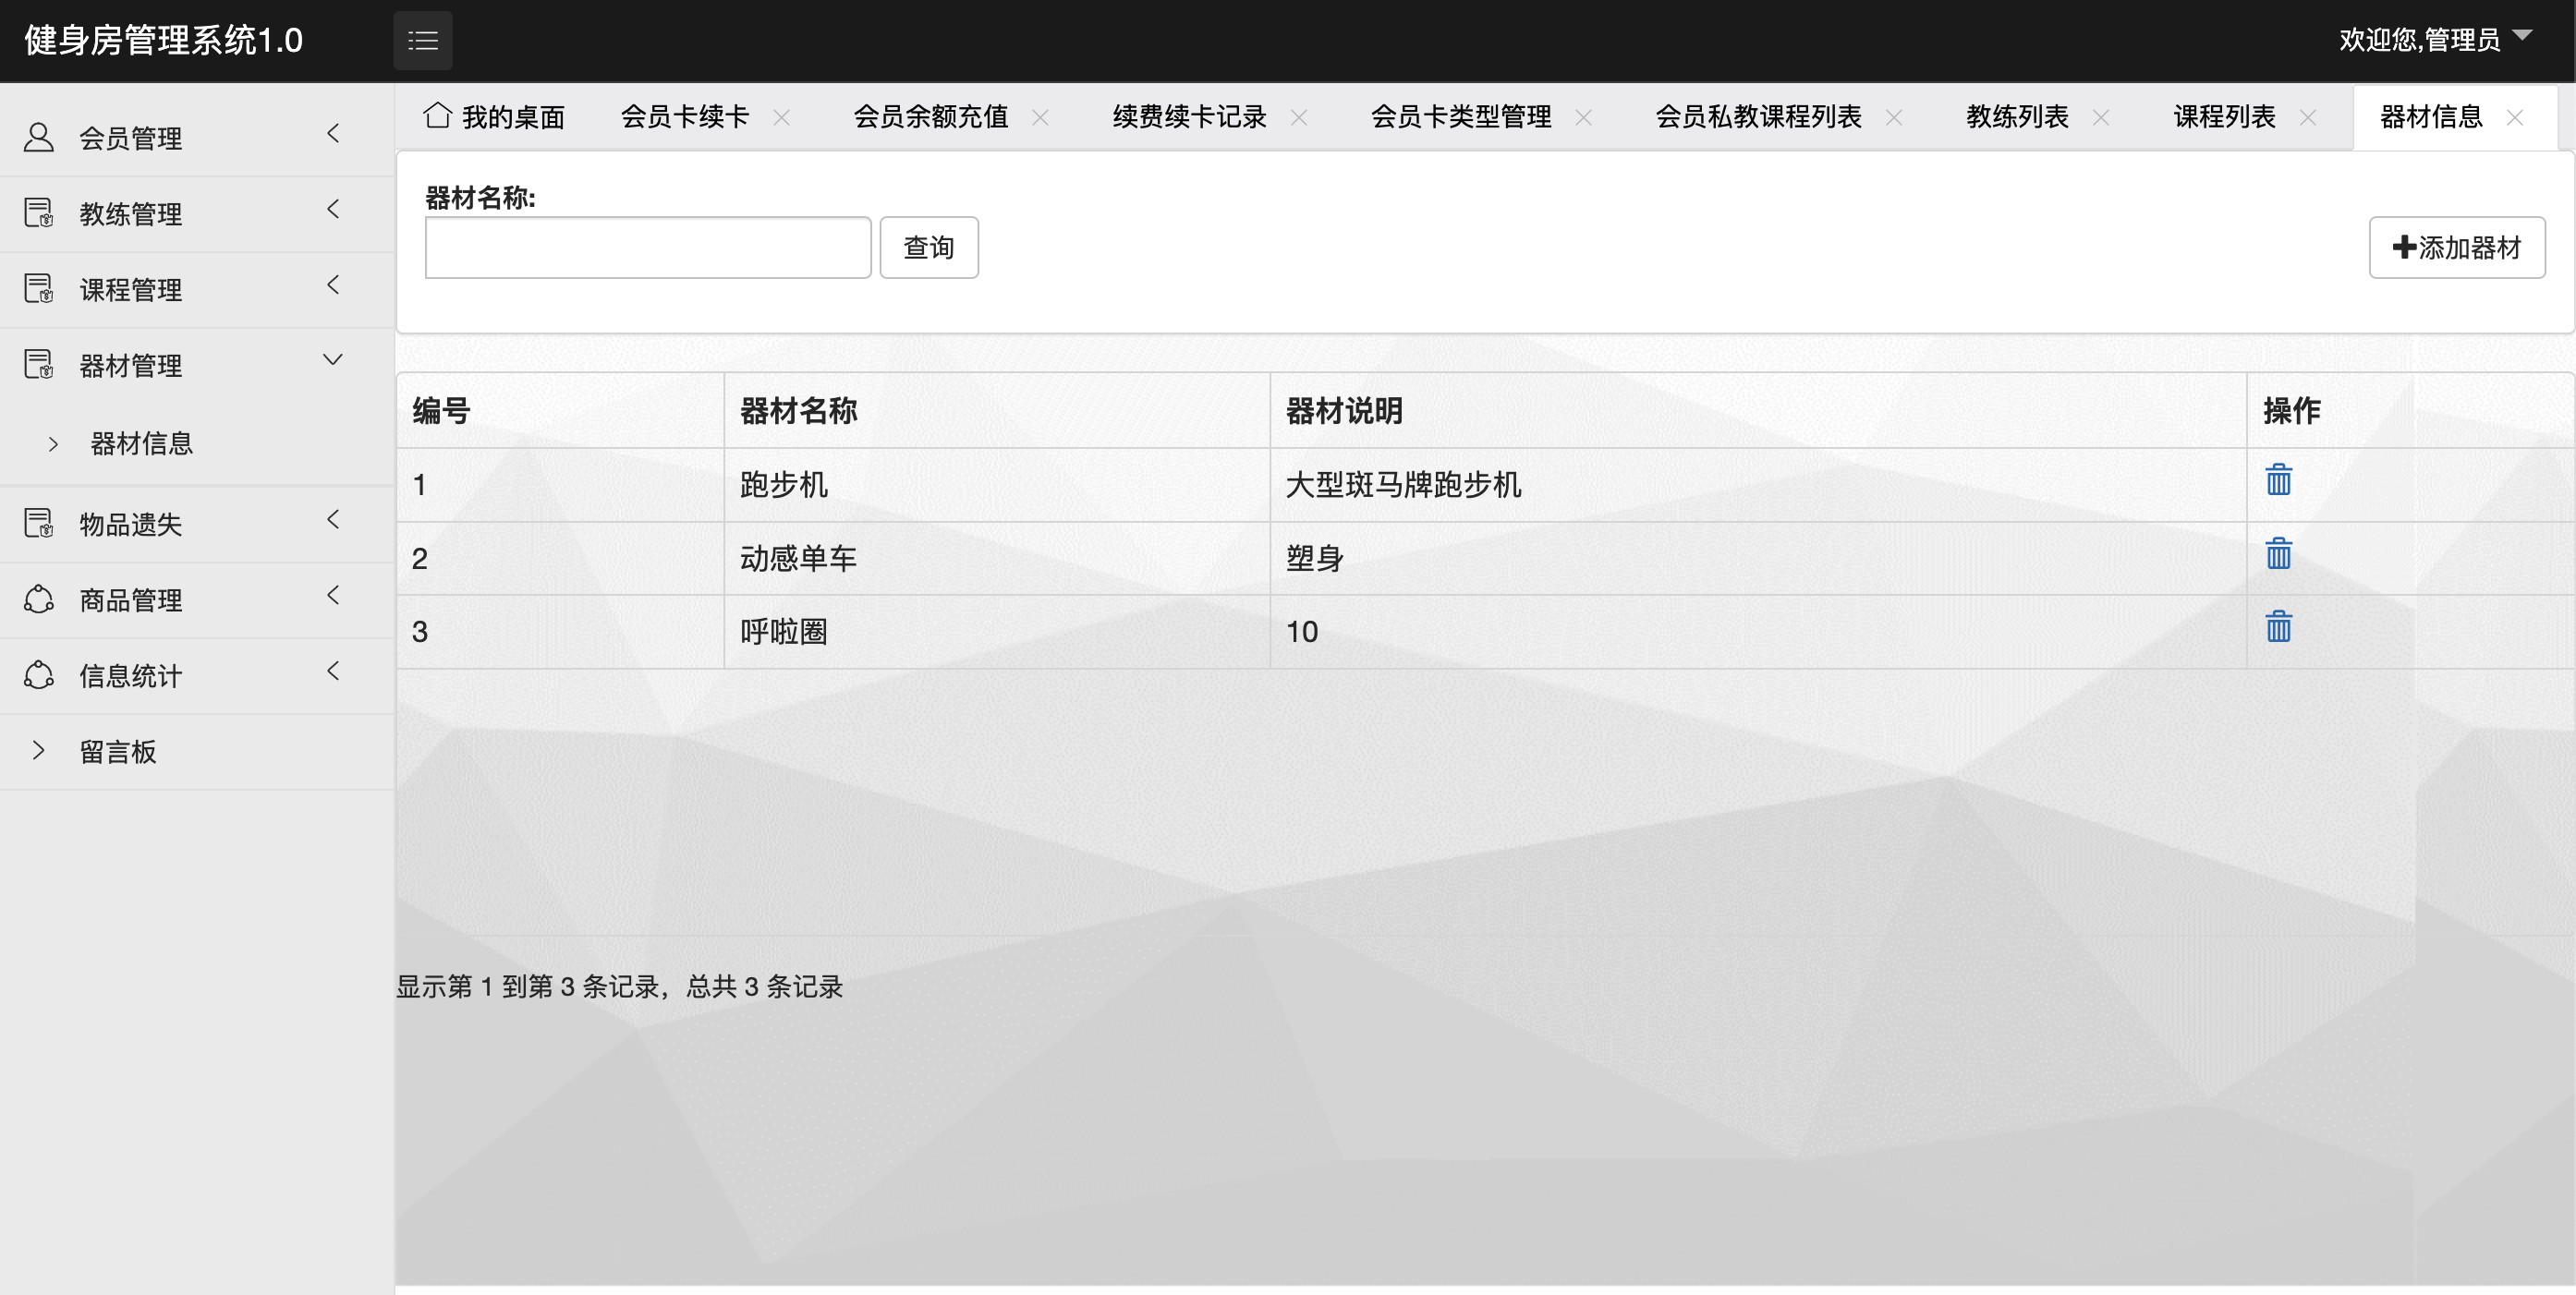 健身房管理系统1.0
欢迎您,管理员
会员管理
教练管理
课程管理
器材管理
器材信息
物品遗失
商品管理
信息统计
留言板
我的桌面 会员卡续卡 会员余额充值 续费续卡记录 会员卡类型管理 会员私教课程列表 教练列表 课程列表 器材信息
器材名称:
查询 添加器材
编号 器材名称 器材说明 操作
1 跑步机 大型斑马牌跑步机
2 动感单车 塑身
3 呼啦圈 10
显示第 1 到第 3 条记录，总共 3 条记录